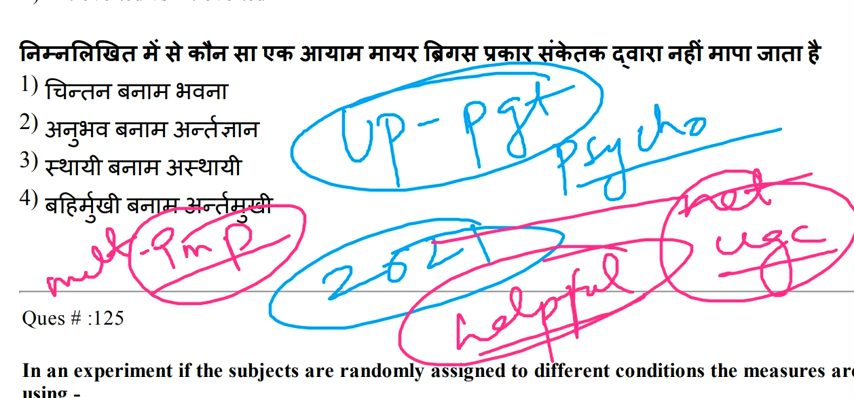 निम्नलिखित में से कौन सा एक आयाम मायर ब्रिगस प्रकार संकेतक द्वारा नहीं मापा जाता है
1) चिन्तन बनाम भवना
2) अनुभव बनाम अर्न्तज्ञान
3) स्थायी बनाम अस्थायी
4) बहिर्मुखी बनाम अर्न्तमुखी
UP-Pgt
Psycho
net
ugc
Imp
2021
helpful
Ques # :125
In an experiment if the subjects are randomly assigned to different conditions the measures are
using -